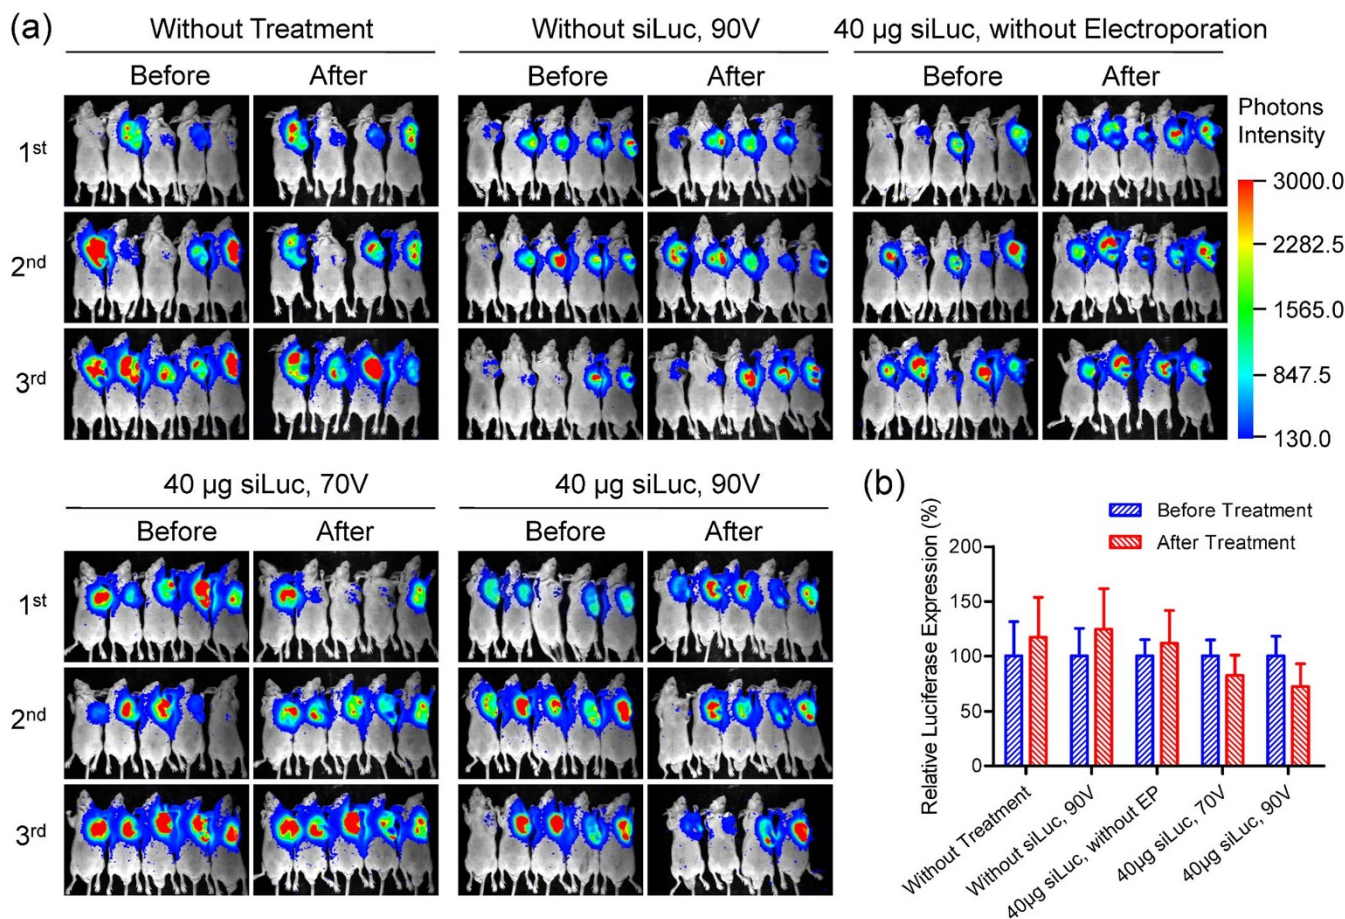 (a)
Without Treatment
Without siLuc, 90V
40 µg siLuc, without Electroporation
Before
After
Before
After
Before
After
Photons
Intensity
1st
2nd
3rd
3000.0
2282.5
1565.0
847.5
130.0
40 µg siLuc, 70V
40 µg siLuc, 90V
Before
After
Before
After
1st
2nd
3rd
(b)
Before Treatment
After Treatment
Relative Luciferase Expression (%)
200
150
100
50
0
Without Treatment
Without siLuc, 90V
40µg siLuc, without EP
40µg siLuc, 70V
40µg siLuc, 90V